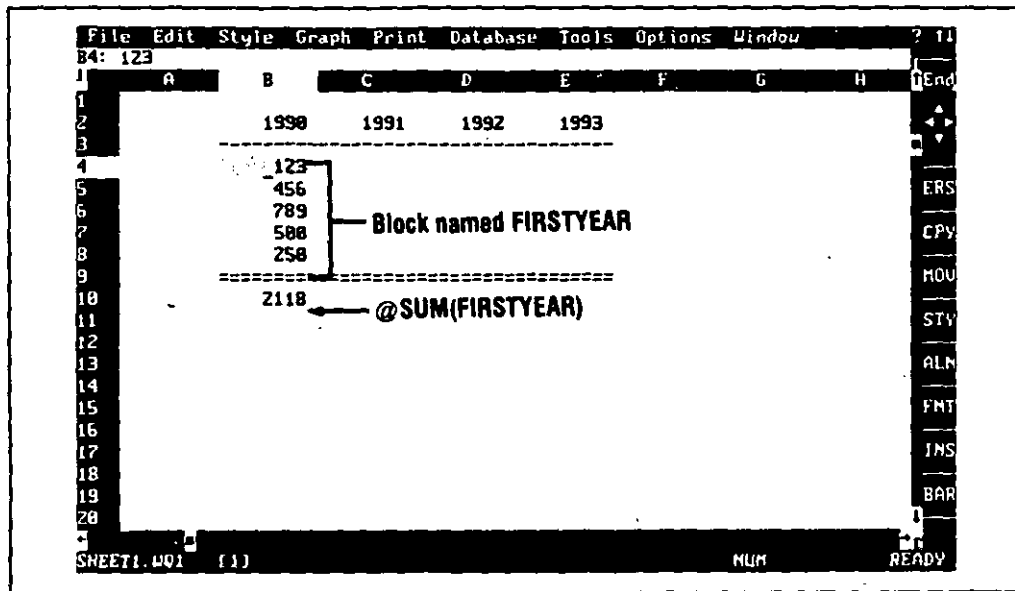 File Edit Style Graph Print Database Tools Options Window ? ↑↓
B4: 123
A B C D E F G H End
1
2 1990 1991 1992 1993
3 ----------------------------------------
4 123
5 456
6 789 Block named FIRSTYEAR
7 500 CPY
8 250
9 ======================================== MOV
10 2118 @SUM(FIRSTYEAR)
11 STY
12
13 ALN
14
15 FNT
16
17 INS
18
19 BAR
20
ERS
SHEET1.WQ1 [1] NUM READY